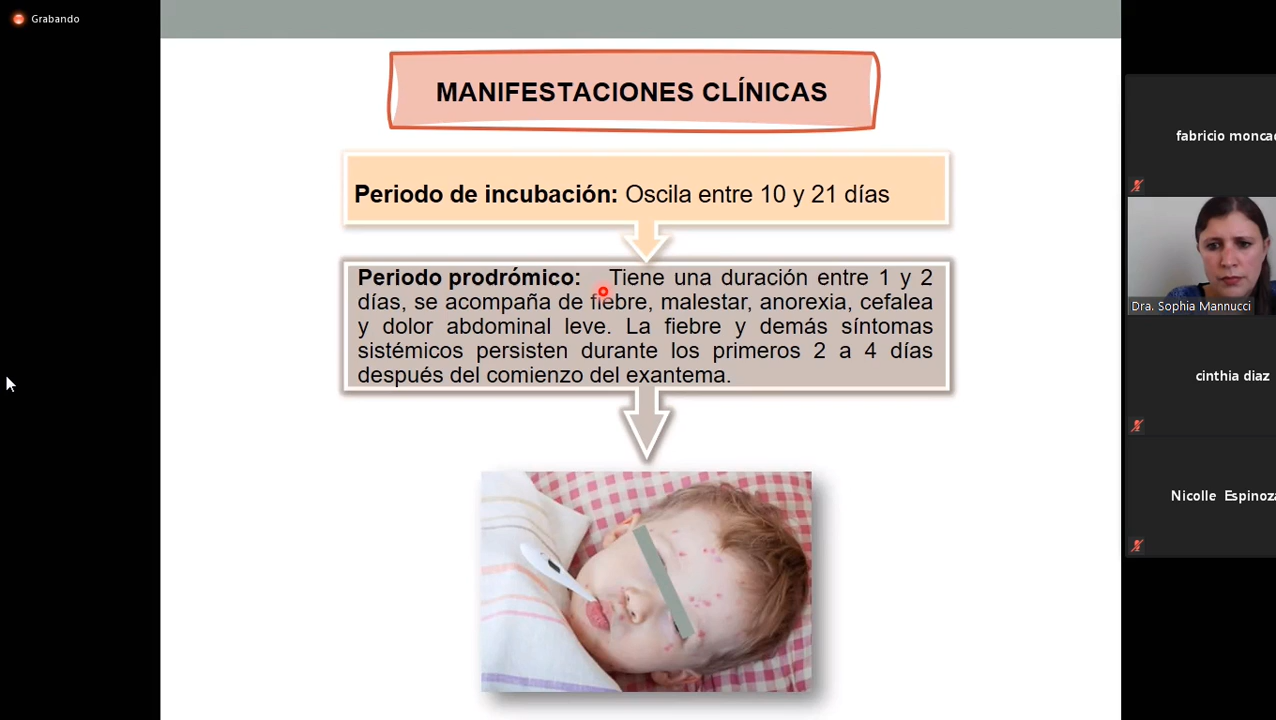 Grabando
MANIFESTACIONES CLÍNICAS
Periodo de incubación: Oscila entre 10 y 21 días
Periodo prodrómico: Tiene una duración entre 1 y 2
días, se acompaña de fiebre, malestar, anorexia, cefalea
y dolor abdominal leve. La fiebre y demás síntomas
sistémicos persisten durante los primeros 2 a 4 días
después del comienzo del exantema.
fabricio moncad
Dra. Sophia Mannucci
cinthia diaz
Nicolle Espinoza